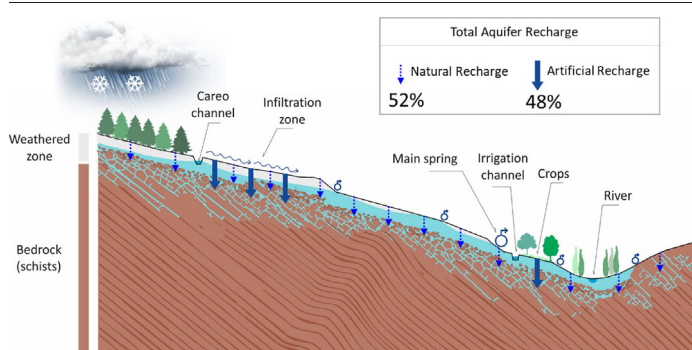 Total Aquifer Recharge
Natural Recharge
Artificial Recharge
52%
48%
Careo
channel
Infiltration
zone
Weathered
zone
Main spring
Irrigation
channel
Crops
River
Bedrock
(schists)